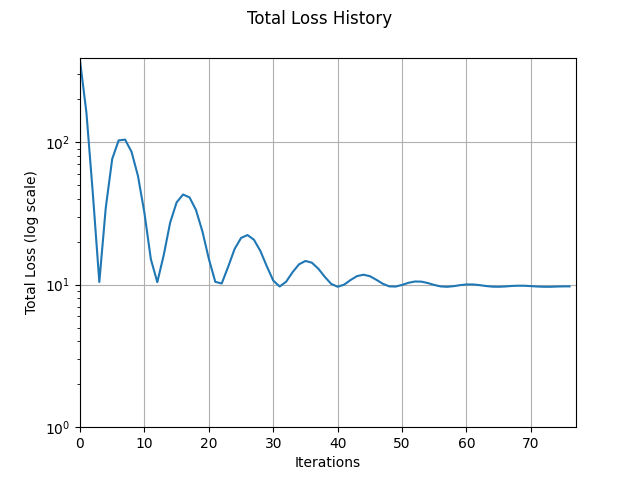 Total Loss History
Total Loss (log scale)
10²
10¹
10⁰
0 10 20 30 40 50 60 70
Iterations